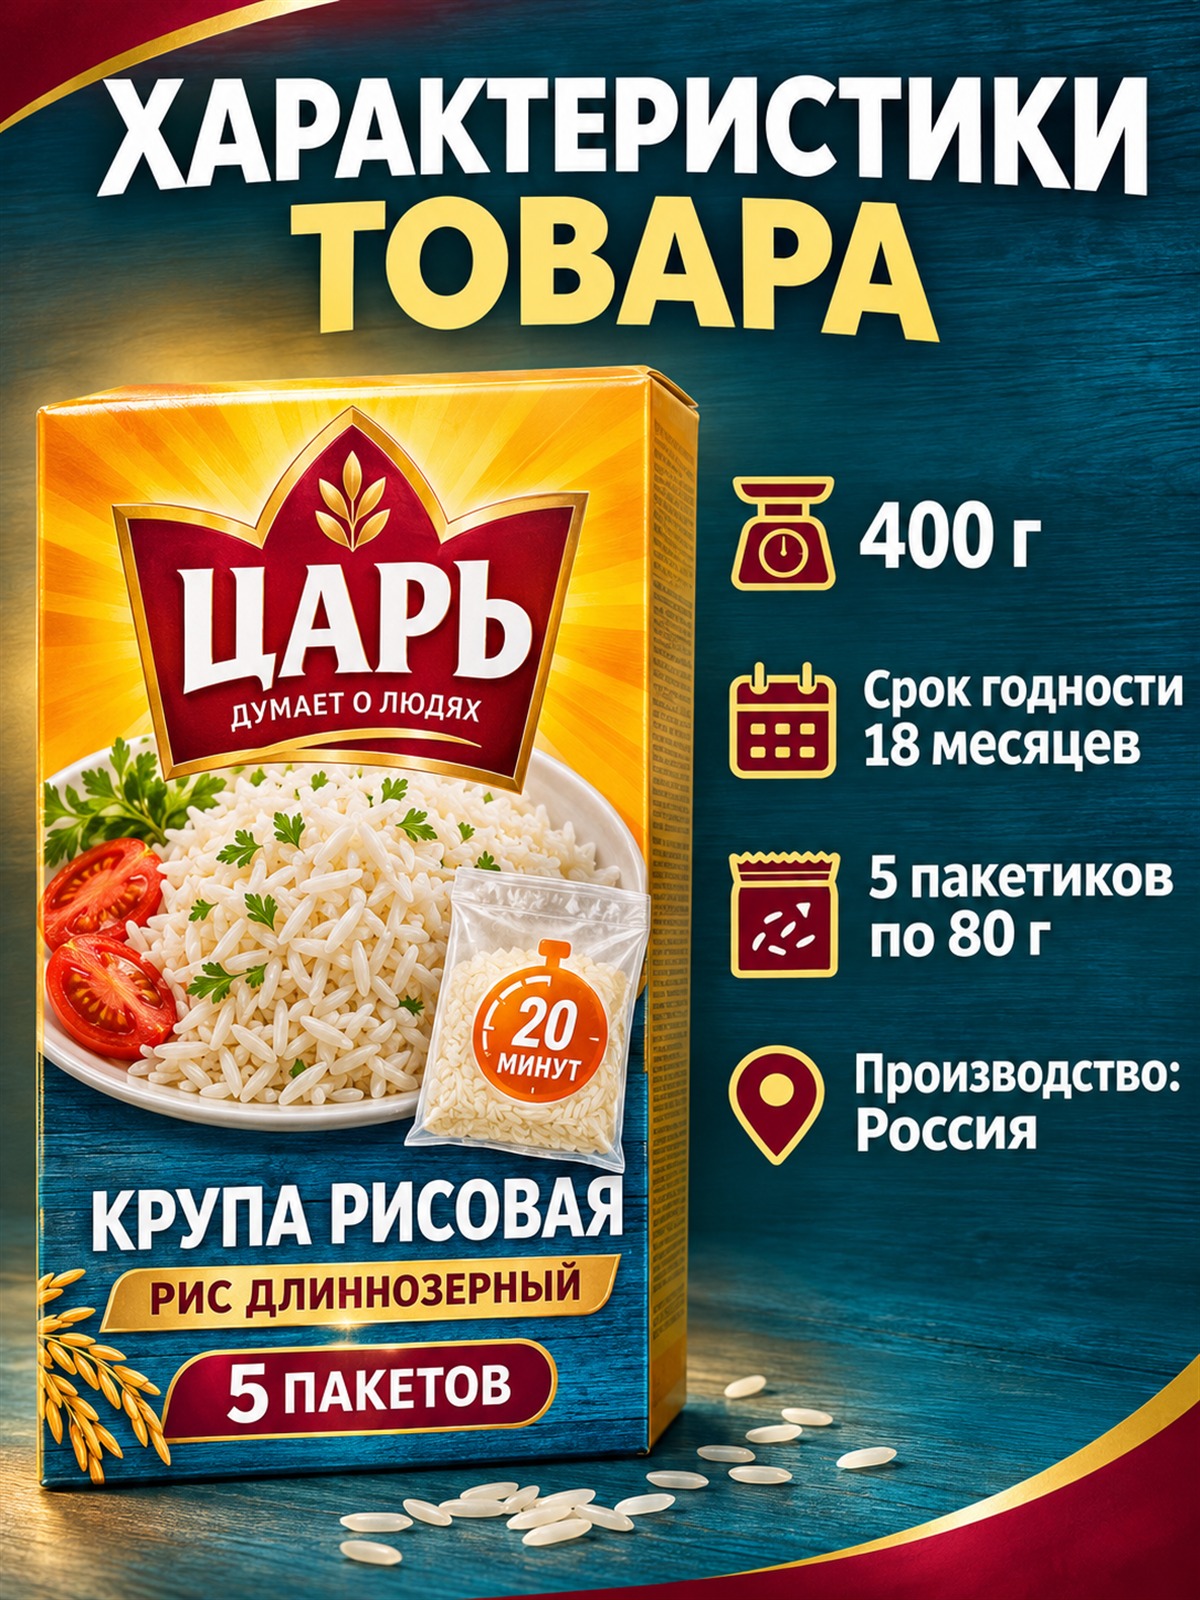 ХАРАКТЕРИСТИКИ
ТОВАРА
ЦАРЬ
ДУМАЕТ О ЛЮДЯХ
20
МИНУТ
КРУПА РИСОВАЯ
РИС ДЛИННОЗЕРНЫЙ
5 ПАКЕТОВ
400 г
Срок годности
18 месяцев
5 пакетиков
по 80 г
Производство:
Россия